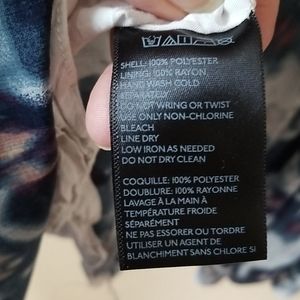 SHELL: 100% POLYESTER
LINING: 100% RAYON
HAND WASH COLD
SEPARATELY
DO NOT WRING OR TWIST
USE ONLY NON-CHLORINE
BLEACH
LINE DRY
LOW IRON AS NEEDED
DO NOT DRY CLEAN
COQUILLE: 100% POLYESTER
DOUBLURE: 100% RAYONNE
LAVAGE À LA MAIN À
TEMPÉRATURE FROIDE
SÉPARÉMENT
NE PAS ESSORER OU TORDRE
UTILISER UN AGENT DE
BLANCHIMENT SANS CHLORE SI